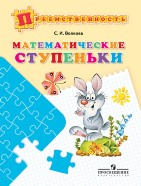 ПРЕЕМСТВЕННОСТЬ
С. И. Волкова
МАТЕМАТИЧЕСКИЕ
СТУПЕНЬКИ
ПРОСВЕЩЕНИЕ